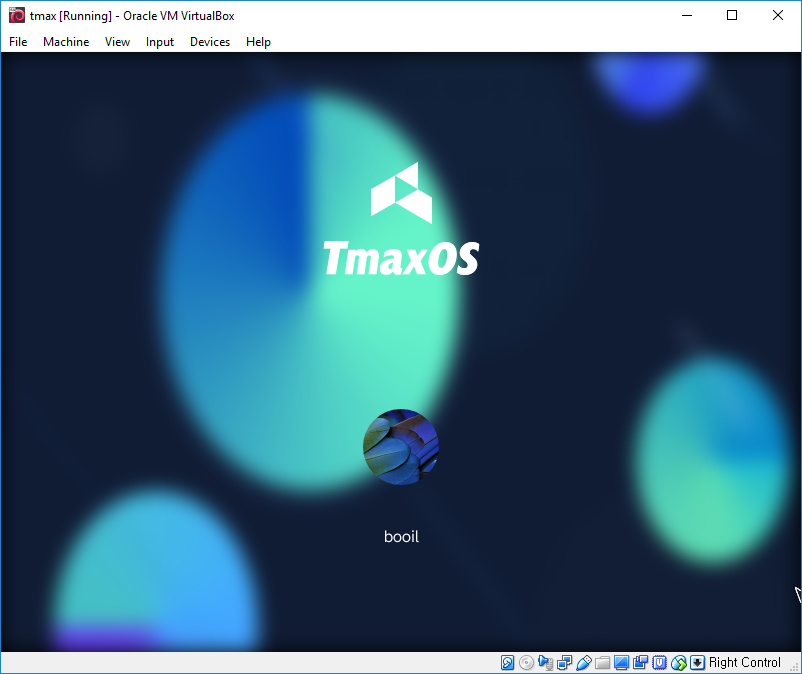 tmax [Running] - Oracle VM VirtualBox
File Machine View Input Devices Help
TmaxOS
booil
Right Control